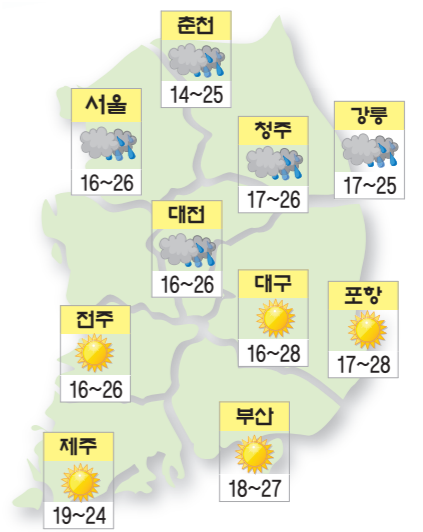 춘천
14~25
서울
16~26
청주
17~26
강릉
17~25
대전
16~26
대구
16~28
포항
17~28
전주
16~26
부산
18~27
제주
19~24